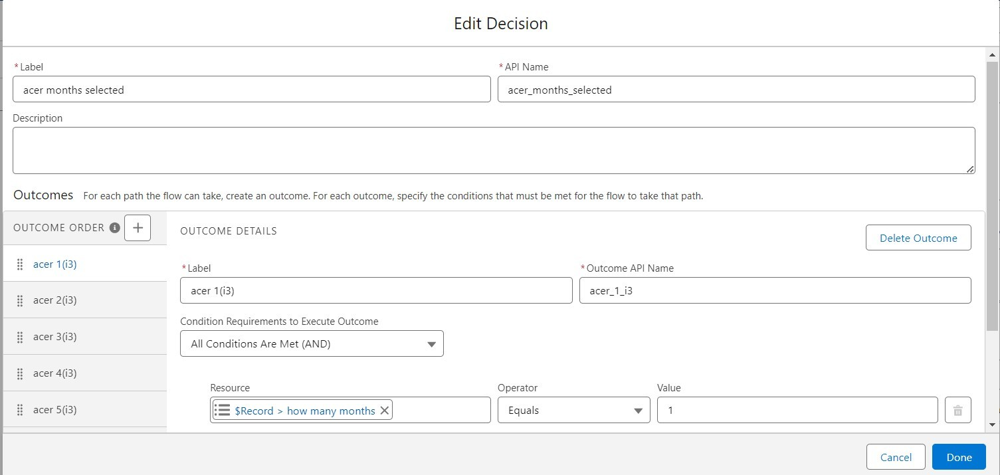 Edit Decision
* Label
* API Name
acer months selected
acer_months_selected
Description
Outcomes For each path the flow can take, create an outcome. For each outcome, specify the conditions that must be met for the flow to take that path.
OUTCOME ORDER i +
OUTCOME DETAILS
Delete Outcome
acer 1(i3)
acer 2(i3)
acer 3(i3)
acer 4(i3)
acer 5(i3)
* Label
* Outcome API Name
acer 1(i3)
acer_1_i3
Condition Requirements to Execute Outcome
All Conditions Are Met (AND)
Resource
Operator
Value
$Record > how many months
Equals
1
Cancel
Done